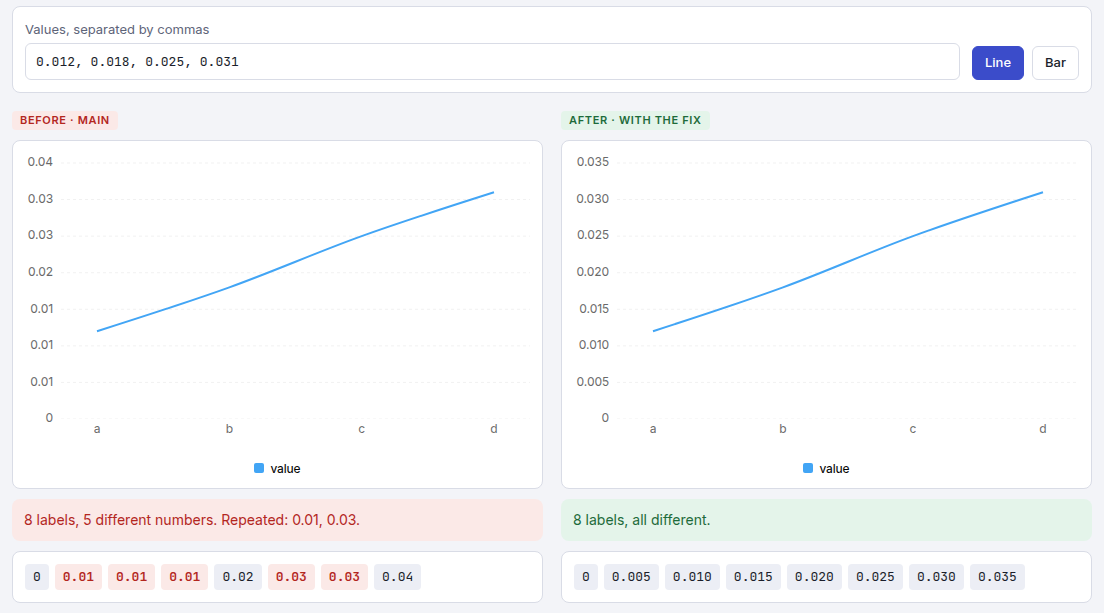 Values, separated by commas
0.012, 0.018, 0.025, 0.031
Line
Bar
BEFORE · MAIN
0.04
0.03
0.03
0.02
0.01
0.01
0.01
0
a b c d
value
8 labels, 5 different numbers. Repeated: 0.01, 0.03.
0 0.01 0.01 0.01 0.02 0.03 0.03 0.04
AFTER · WITH THE FIX
0.035
0.030
0.025
0.020
0.015
0.010
0.005
0
a b c d
value
8 labels, all different.
0 0.005 0.010 0.015 0.020 0.025 0.030 0.035